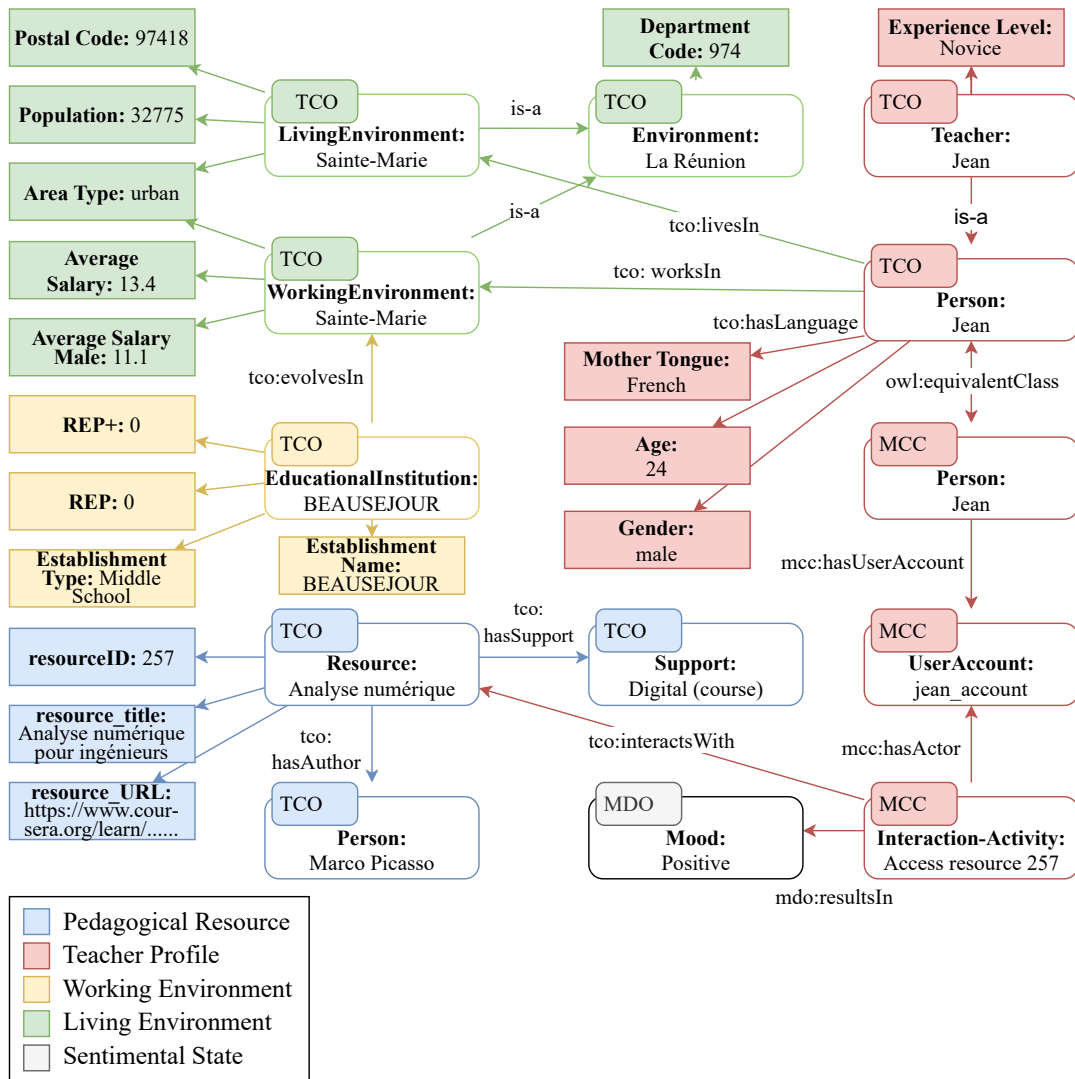 Postal Code: 97418
Population: 32775
Area Type: urban
Average
Salary: 13.4
Average Salary
Male: 11.1
TCO
LivingEnvironment:
Sainte-Marie
is-a
Department
Code: 974
TCO
Environment:
La Réunion
Experience Level:
Novice
TCO
Teacher:
Jean
is-a
is-a
tco:livesIn
TCO
WorkingEnvironment:
Sainte-Marie
tco: worksIn
TCO
Person:
Jean
tco:hasLanguage
Mother Tongue:
French
Age:
24
Gender:
male
owl:equivalentClass
MCC
Person:
Jean
tco:evolvesIn
REP+: 0
REP: 0
Establishment
Type: Middle
School
TCO
EducationalInstitution:
BEAUSEJOUR
Establishment
Name:
BEAUSEJOUR
mcc:hasUserAccount
resourceID: 257
resource_title:
Analyse numérique
pour ingénieurs
resource_URL:
https://www.cour-
sera.org/learn/......
TCO
Resource:
Analyse numérique
tco:
hasSupport
TCO
Support:
Digital (course)
MCC
UserAccount:
jean_account
tco:
hasAuthor
tco:interactsWith
mcc:hasActor
TCO
Person:
Marco Picasso
MDO
Mood:
Positive
MCC
Interaction-Activity:
Access resource 257
mdo:resultsIn
Pedagogical Resource
Teacher Profile
Working Environment
Living Environment
Sentimental State